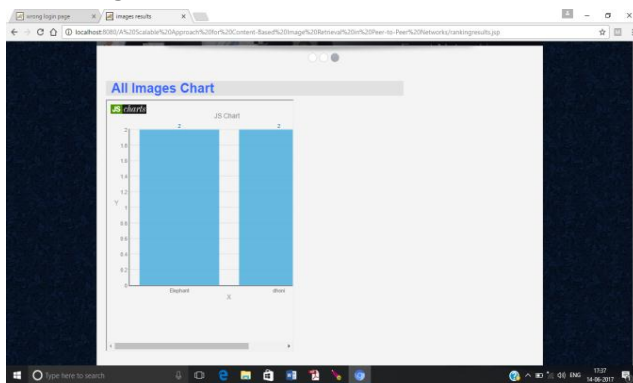 wrong login page
images results
localhost:8080/A%20Scalable%20Approach%20for%20Content-Based%20Image%20Retrieval%20in%20Peer-to-Peer%20Networks/rankingresults.jsp
All Images Chart
JS charts
JS Chart
2 2
2
1.8
1.6
1.4
1.2
Y
1
0.8
0.6
0.4
0.2
0
Elephant dhoni
X
Type here to search
ENG
17:37
14-06-2017